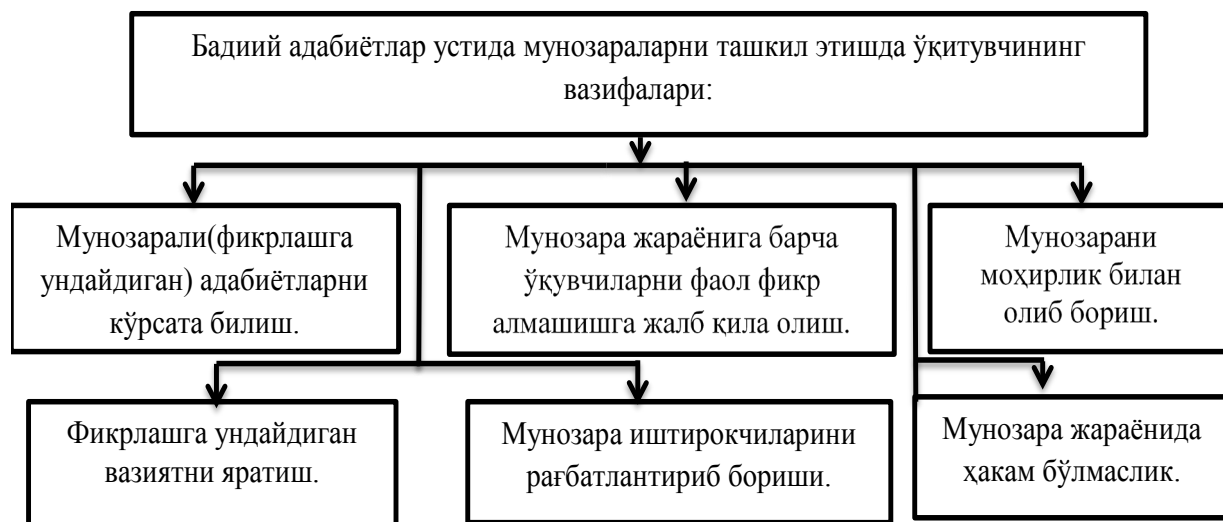 Бадиий адабиётлар устида мунозараларни ташкил этишда ўқитувчининг
вазифалари:
Мунозарали(фикрлашга
ундайдиган) адабиётларни
кўрсата билиш.
Мунозара жараёнига барча
ўқувчиларни фаол фикр
алмашишга жалб қила олиш.
Мунозарани
моҳирлик билан
олиб бориш.
Фикрлашга ундайдиган
вазиятни яратиш.
Мунозара иштирокчиларини
рағбатлантириб бориши.
Мунозара жараёнида
ҳакам бўлмаслик.